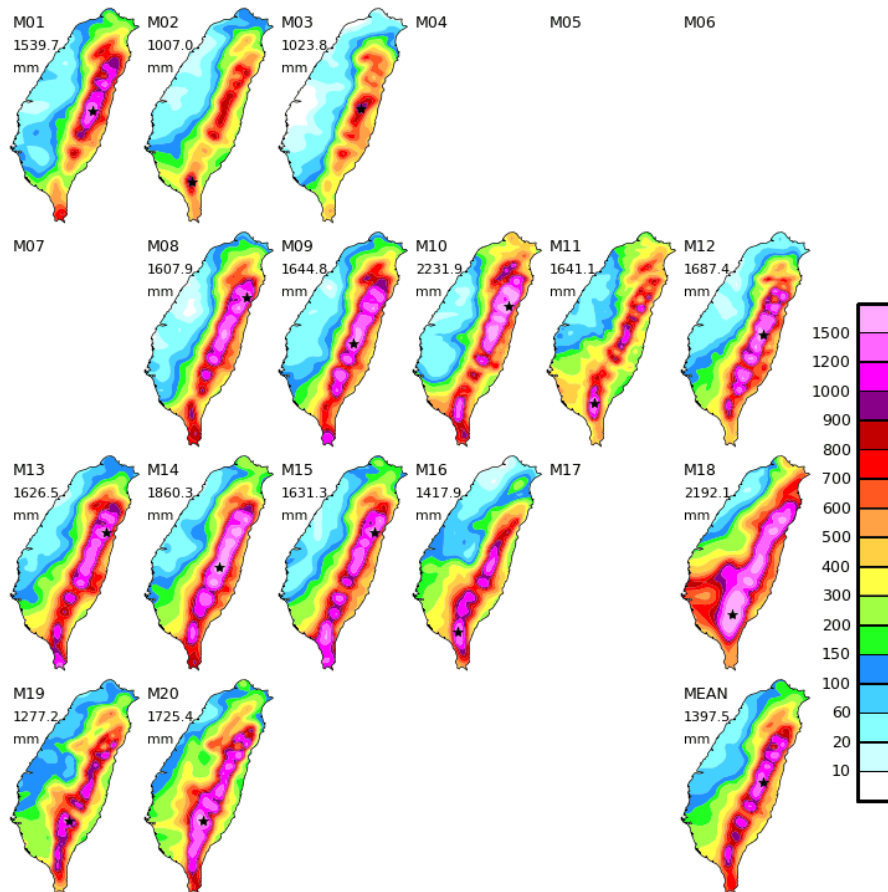 M01
1539.7
mm
M02
1007.0
mm
M03
1023.8
mm
M04
M05
M06
M07
M08
1607.9
mm
M09
1644.8
mm
M10
2231.9
mm
M11
1641.1
mm
M12
1687.4
mm
M13
1626.5
mm
M14
1860.3
mm
M15
1631.3
mm
M16
1417.9
mm
M17
M18
2192.1
mm
M19
1277.2
mm
M20
1725.4
mm
MEAN
1397.5
mm
1500
1200
1000
900
800
700
600
500
400
300
200
150
100
60
20
10